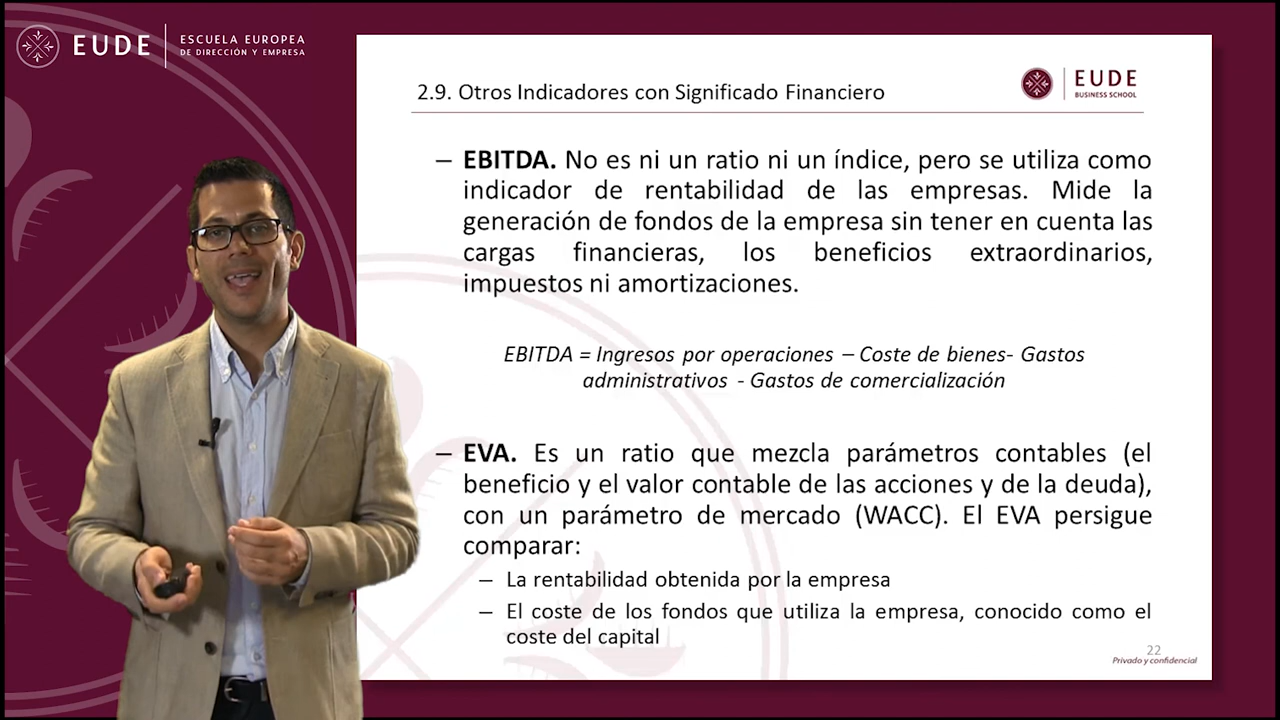 EUDE
ESCUELA EUROPEA
DE DIRECCIÓN Y EMPRESA
2.9. Otros Indicadores con Significado Financiero
EUDE
BUSINESS SCHOOL
– EBITDA. No es ni un ratio ni un índice, pero se utiliza como
indicador de rentabilidad de las empresas. Mide la
generación de fondos de la empresa sin tener en cuenta las
cargas financieras, los beneficios extraordinarios,
impuestos ni amortizaciones.
EBITDA = Ingresos por operaciones – Coste de bienes- Gastos
administrativos - Gastos de comercialización
– EVA. Es un ratio que mezcla parámetros contables (el
beneficio y el valor contable de las acciones y de la deuda),
con un parámetro de mercado (WACC). El EVA persigue
comparar:
– La rentabilidad obtenida por la empresa
– El coste de los fondos que utiliza la empresa, conocido como el
coste del capital
22
Privado y confidencial